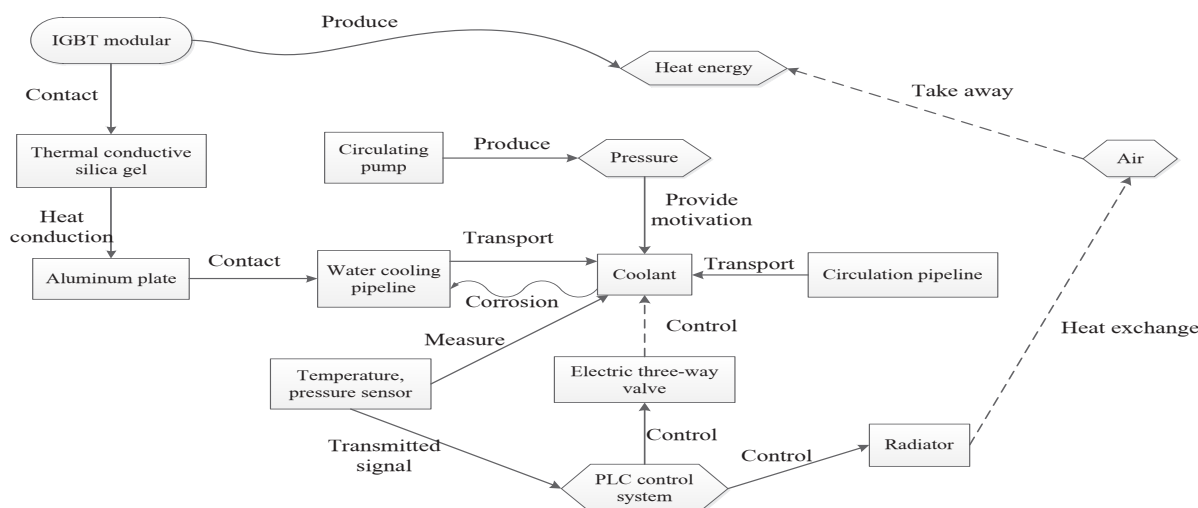 Produce
IGBT modular
Heat energy
Contact
Take away
Thermal conductive
silica gel
Circulating
pump
Produce
Pressure
Air
Heat
conduction
Provide
motivation
Transport
Aluminum plate
Contact
Water cooling
pipeline
Coolant
Transport
Circulation pipeline
Corrosion
Control
Heat exchange
Measure
Temperature,
pressure sensor
Electric three-way
valve
Transmitted
signal
Control
Control
Radiator
PLC control
system